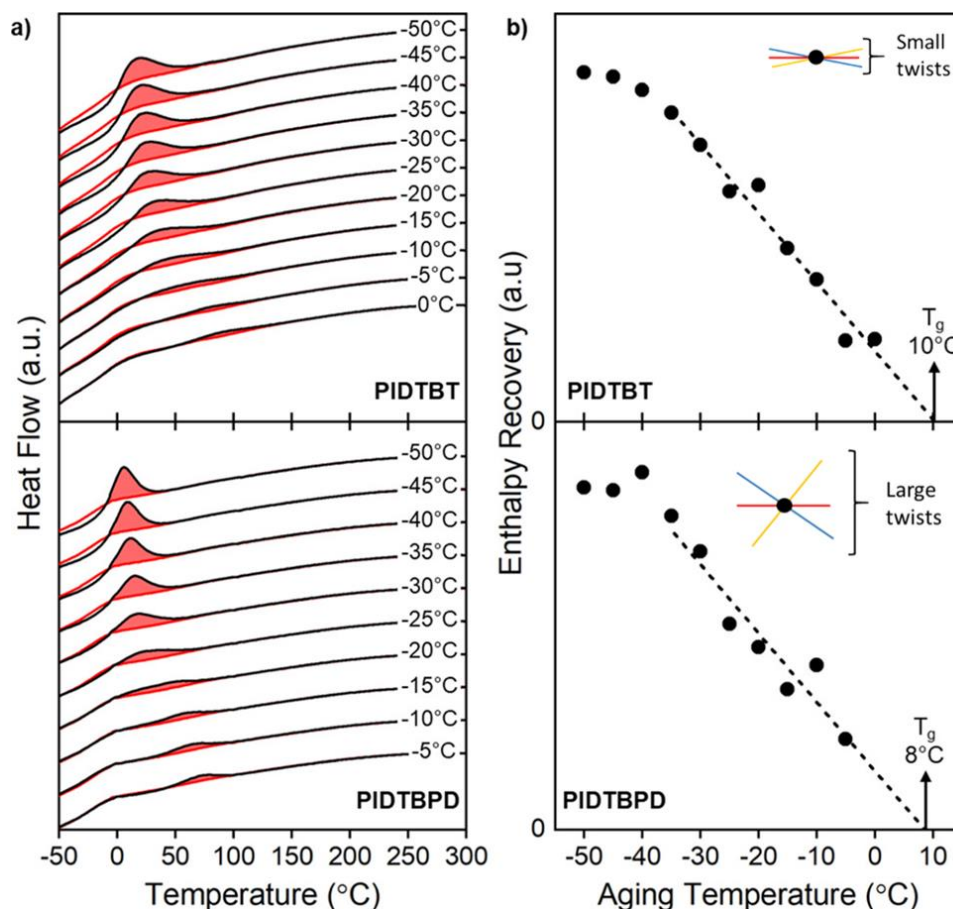 a)
-50°C
-45°C
-40°C
-35°C
-30°C
-25°C
-20°C
-15°C
-10°C
-5°C
0°C
PIDTBT
-50°C
-45°C
-40°C
-35°C
-30°C
-25°C
-20°C
-15°C
-10°C
-5°C
PIDTBPD
Heat Flow (a.u.)
-50 0 50 100 150 200 250 300
Temperature (°C)
b)
Small
twists
Tg
10°C
PIDTBT
0
Large
twists
Tg
8°C
PIDTBPD
0
Enthalpy Recovery (a.u)
-50 -40 -30 -20 -10 0 10
Aging Temperature (°C)